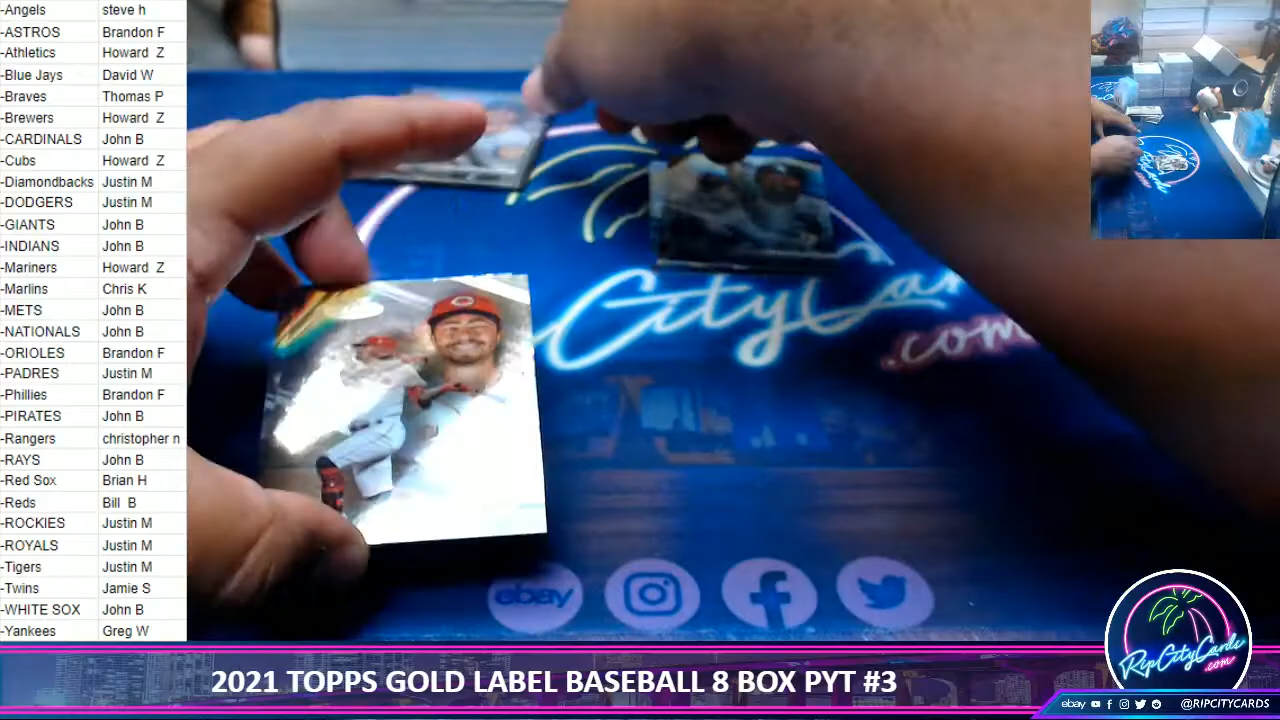 -Angels steve h
-ASTROS Brandon F
-Athletics Howard Z
-Blue Jays David W
-Braves Thomas P
-Brewers Howard Z
-CARDINALS John B
-Cubs Howard Z
-Diamondbacks Justin M
-DODGERS Justin M
-GIANTS John B
-INDIANS John B
-Mariners Howard Z
-Marlins Chris K
-METS John B
-NATIONALS John B
-ORIOLES Brandon F
-PADRES Justin M
-Phillies Brandon F
-PIRATES John B
-Rangers christopher n
-RAYS John B
-Red Sox Brian H
-Reds Bill B
-ROCKIES Justin M
-ROYALS Justin M
-Tigers Justin M
-Twins Jamie S
-WHITE SOX John B
-Yankees Greg W
City
.com
ebay
RipCityCards
.com
2021 TOPPS GOLD LABEL BASEBALL 8 BOX PYT #3
ebay @RIPCITYCARDS